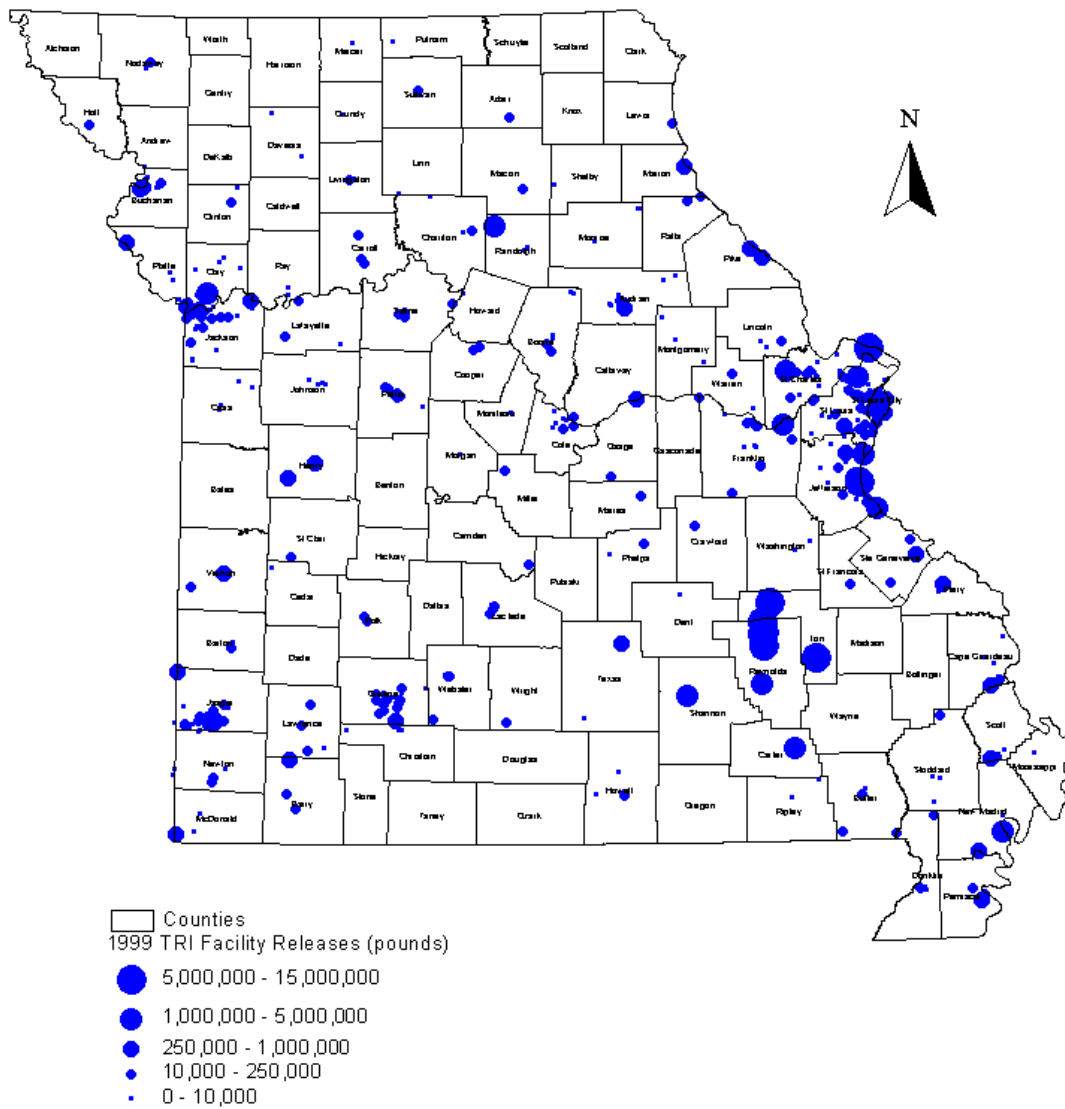 Atchison
Nodaway
Worth
Harrison
Mercer
Putnam
Schuyler
Scotland
Clark
N
Gentry
Sullivan
Adair
Knox
Lewis
Holt
Andrew
DeKalb
Daviess
Grundy
Linn
Macon
Shelby
Marion
Livingston
Buchanan
Clinton
Caldwell
Chariton
Randolph
Monroe
Ralls
Pike
Platte
Clay
Ray
Carroll
Saline
Howard
Audrain
Jackson
Lafayette
Boone
Callaway
Montgomery
Lincoln
Warren
St Charles
St Louis City
St Louis
Cass
Johnson
Pettis
Cooper
Moniteau
Cole
Osage
Gasconade
Franklin
Jefferson
Bates
Henry
Benton
Morgan
Miller
Maries
St Clair
Hickory
Camden
Pulaski
Phelps
Crawford
Washington
St Francois
Ste Genevieve
Perry
Vernon
Cedar
Polk
Dallas
Laclede
Dent
Iron
Madison
Bollinger
Cape Girardeau
Barton
Dade
Webster
Wright
Texas
Shannon
Reynolds
Wayne
Scott
Jasper
Lawrence
Christian
Douglas
Carter
Stoddard
Mississippi
Newton
Barry
Stone
Taney
Ozark
Howell
Oregon
Ripley
Butler
New Madrid
McDonald
Dunklin
Pemiscot
Counties
1999 TRI Facility Releases (pounds)
5,000,000 - 15,000,000
1,000,000 - 5,000,000
250,000 - 1,000,000
10,000 - 250,000
0 - 10,000